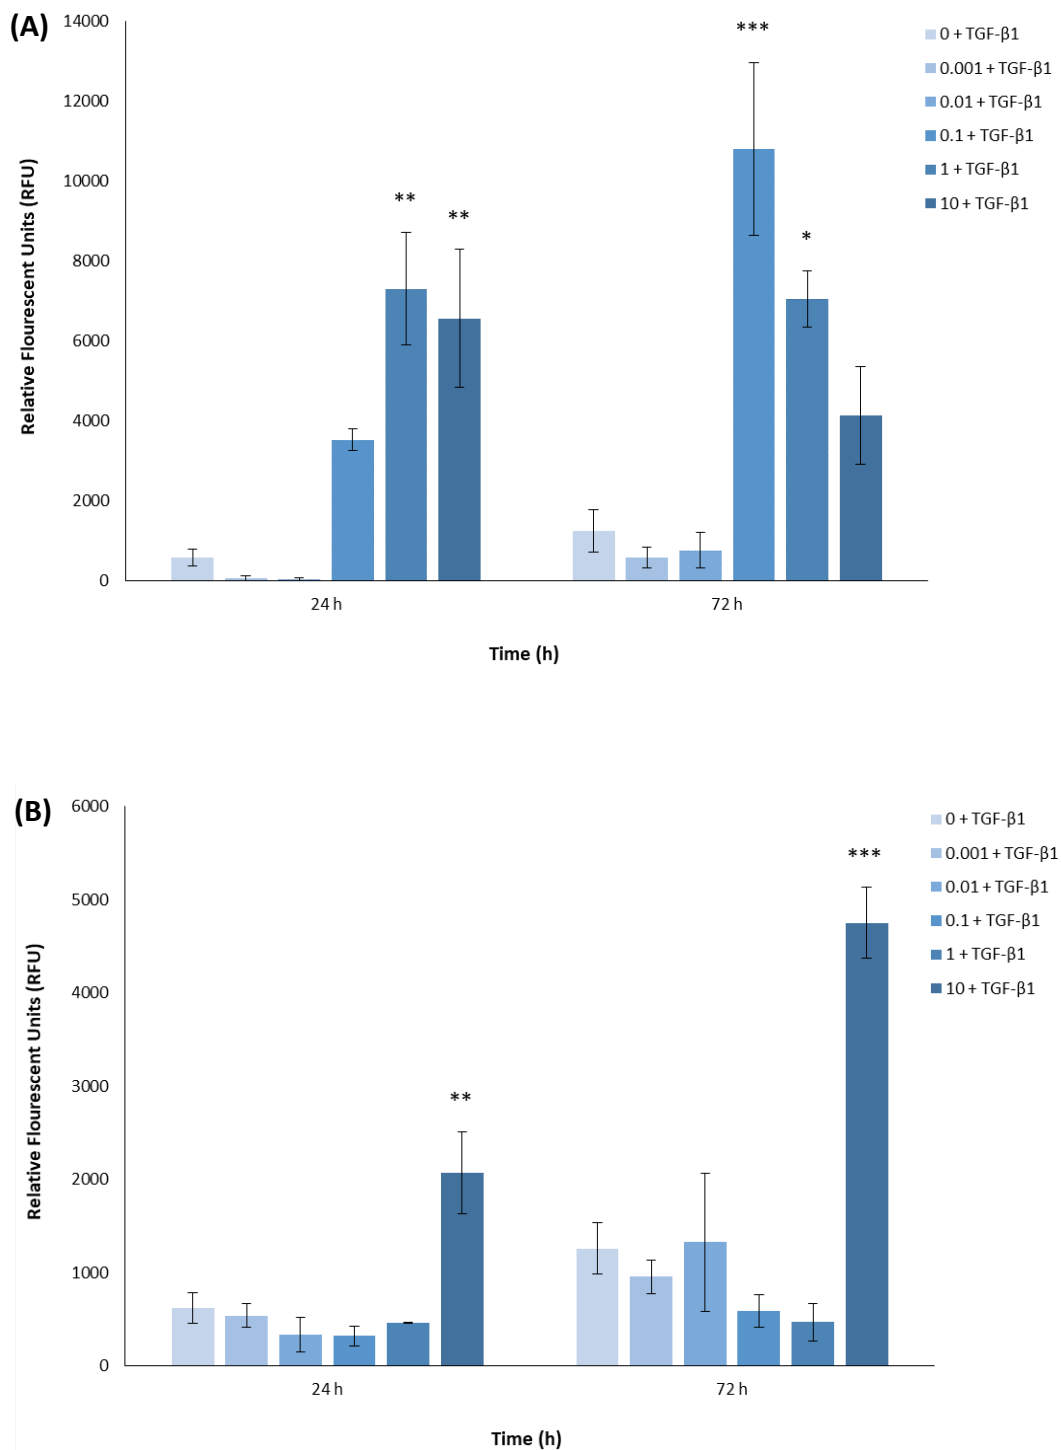 (A)
14000
12000
10000
8000
6000
4000
2000
0
Relative Flourescent Units (RFU)
**
**
***
*
24 h
72 h
Time (h)
0 + TGF-β1
0.001 + TGF-β1
0.01 + TGF-β1
0.1 + TGF-β1
1 + TGF-β1
10 + TGF-β1
(B)
6000
5000
4000
3000
2000
1000
0
Relative Flourescent Units (RFU)
**
***
24 h
72 h
Time (h)
0 + TGF-β1
0.001 + TGF-β1
0.01 + TGF-β1
0.1 + TGF-β1
1 + TGF-β1
10 + TGF-β1